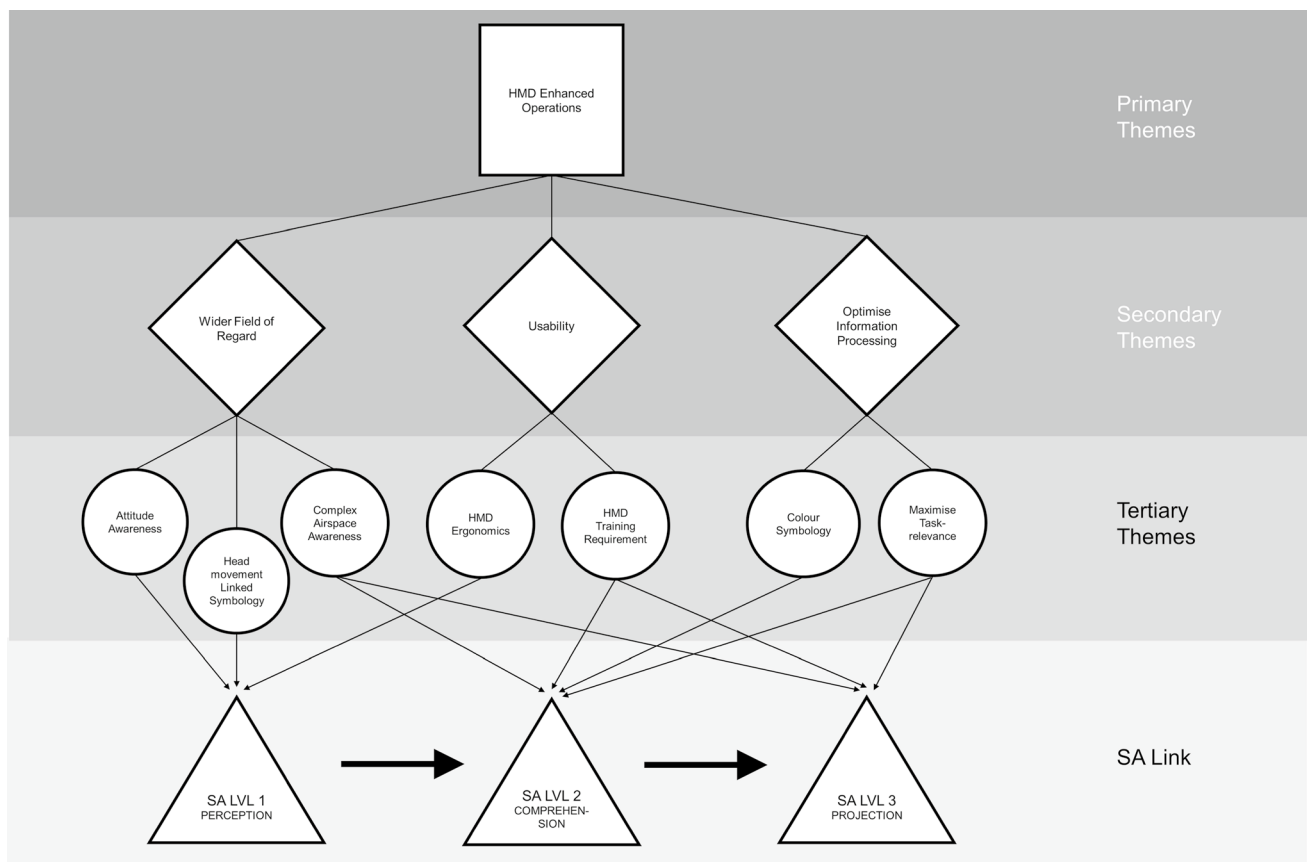 HMD Enhanced
Operations
Primary
Themes
Wider Field of
Regard
Usability
Optimise
Information
Processing
Secondary
Themes
Attitude
Awareness
Head
movement
Linked
Symbology
Complex
Airspace
Awareness
HMD
Ergonomics
HMD
Training
Requirement
Colour
Symbology
Maximise
Task-
relevance
Tertiary
Themes
SA LVL 1
PERCEPTION
SA LVL 2
COMPREHEN-
SION
SA LVL 3
PROJECTION
SA Link